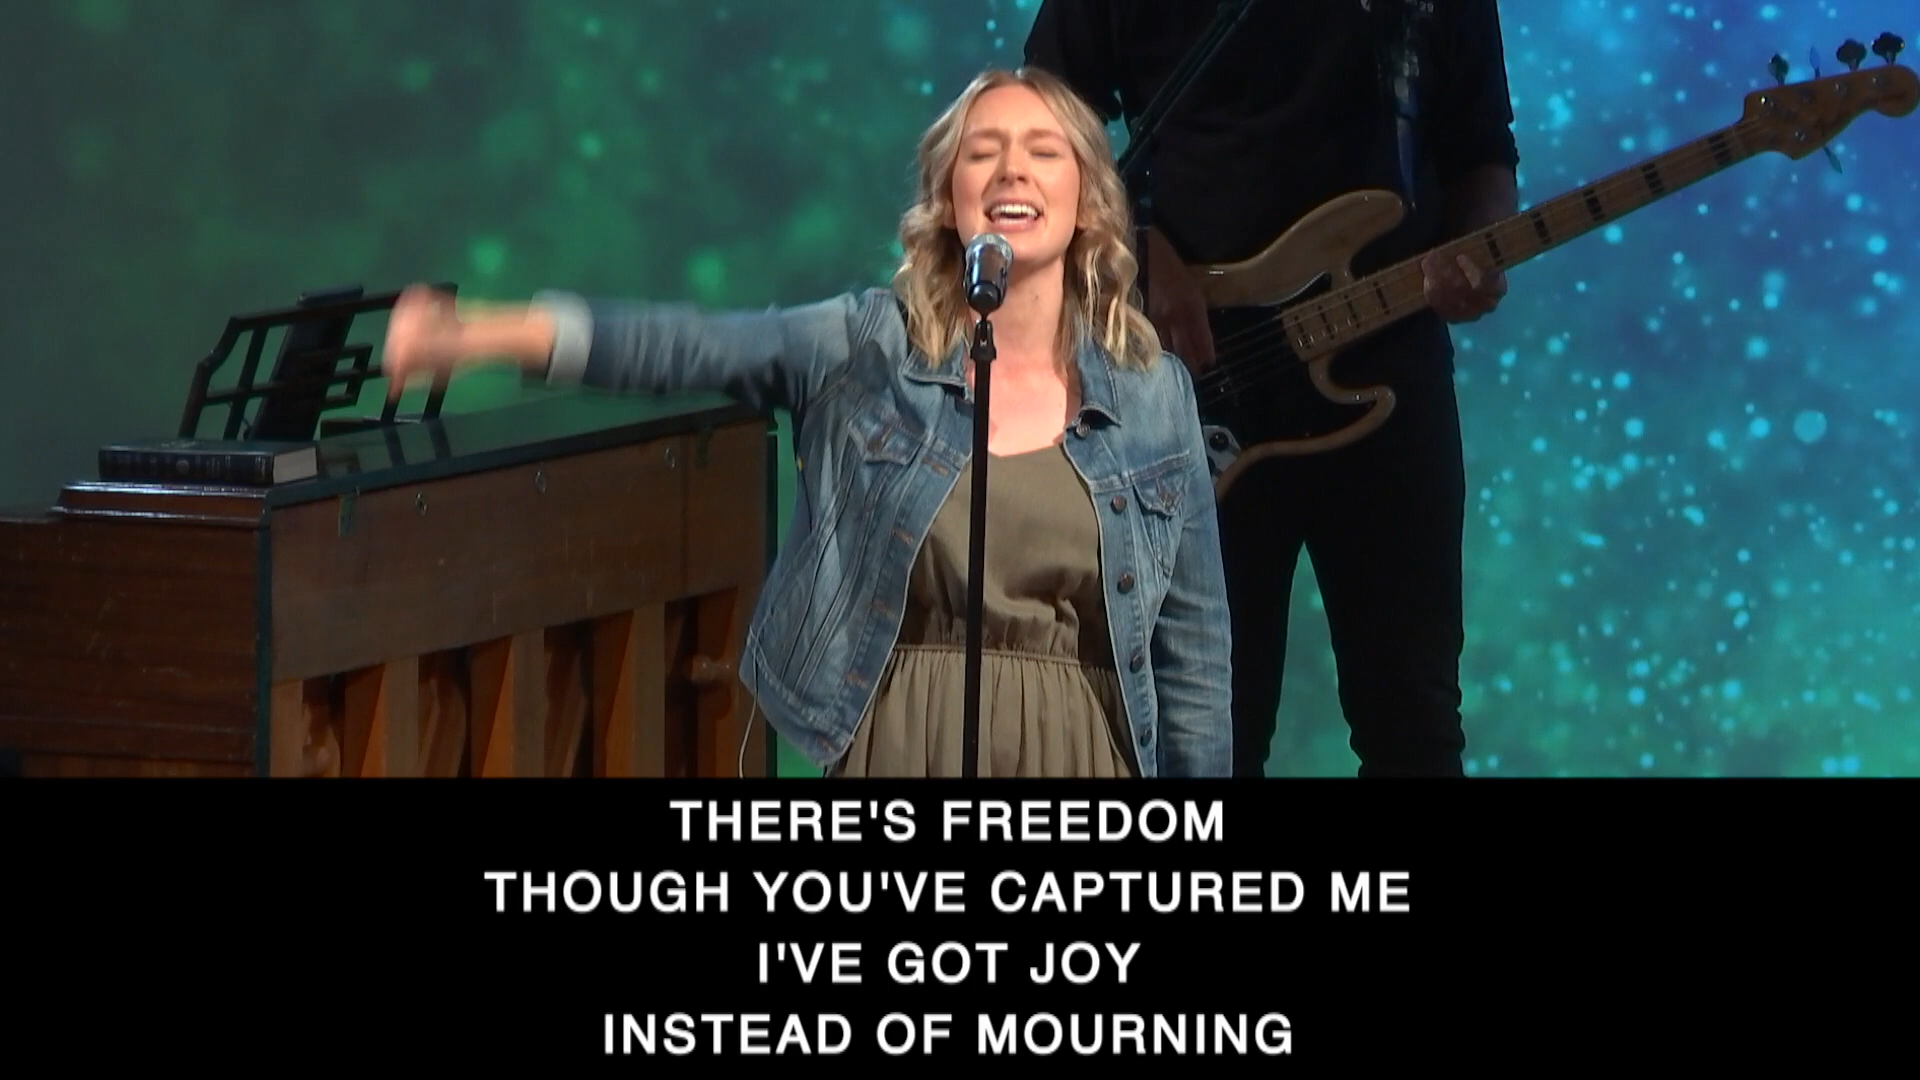 THERE'S FREEDOM
THOUGH YOU'VE CAPTURED ME
I'VE GOT JOY
INSTEAD OF MOURNING